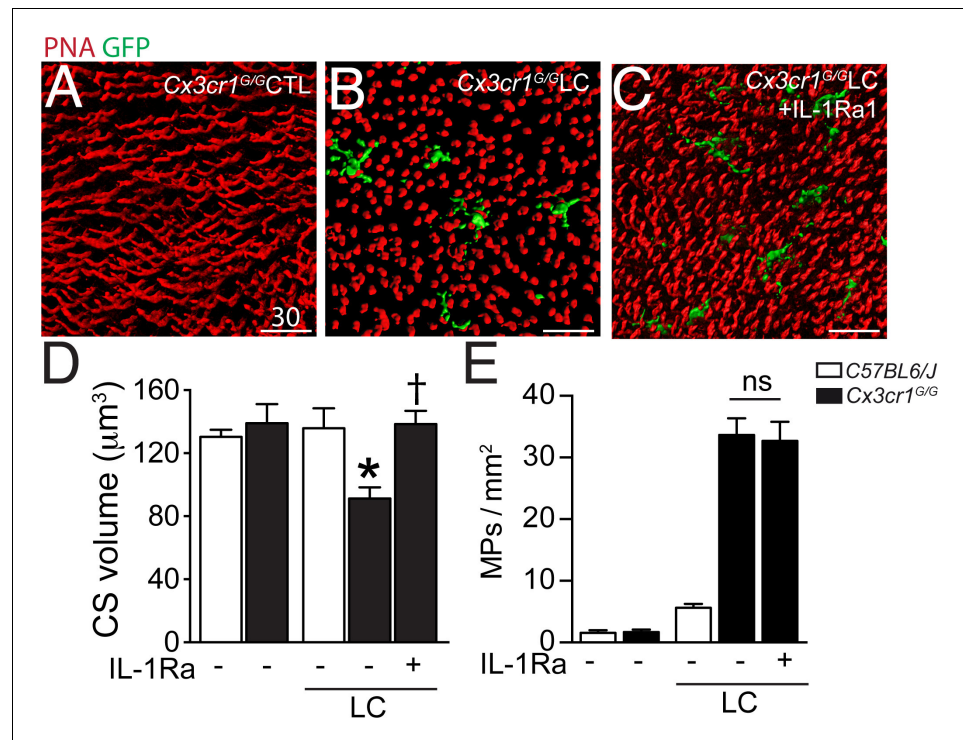 PNA GFP
A
Cx3cr1G/GCTL
30
B
Cx3cr1G/GLC
C
Cx3cr1G/GLC
+IL-1Ra1
D
CS volume (μm3)
160
120
80
40
0
*
†
IL-1Ra - - - - +
LC
E
C57BL6/J
Cx3cr1G/G
MPs / mm2
40
30
20
10
0
ns
IL-1Ra - - - - +
LC